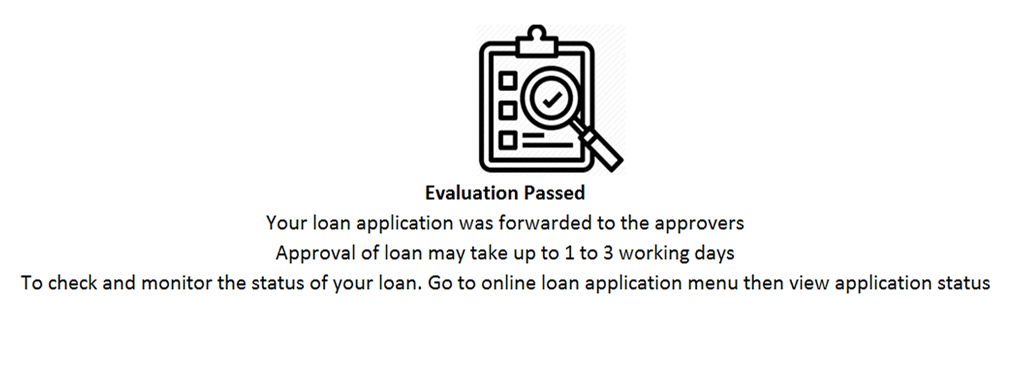 Evaluation Passed
Your loan application was forwarded to the approvers
Approval of loan may take up to 1 to 3 working days
To check and monitor the status of your loan. Go to online loan application menu then view application status